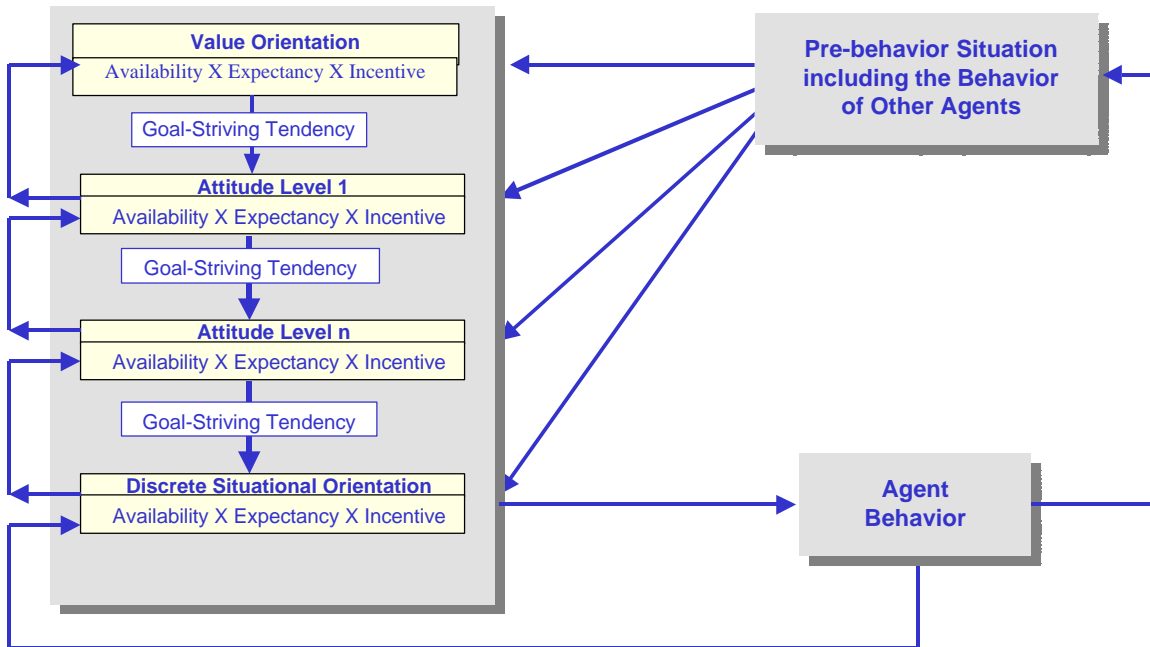 Value Orientation
Availability X Expectancy X Incentive
Goal-Striving Tendency
Attitude Level 1
Availability X Expectancy X Incentive
Goal-Striving Tendency
Attitude Level n
Availability X Expectancy X Incentive
Goal-Striving Tendency
Discrete Situational Orientation
Availability X Expectancy X Incentive
Pre-behavior Situation
including the Behavior
of Other Agents
Agent
Behavior